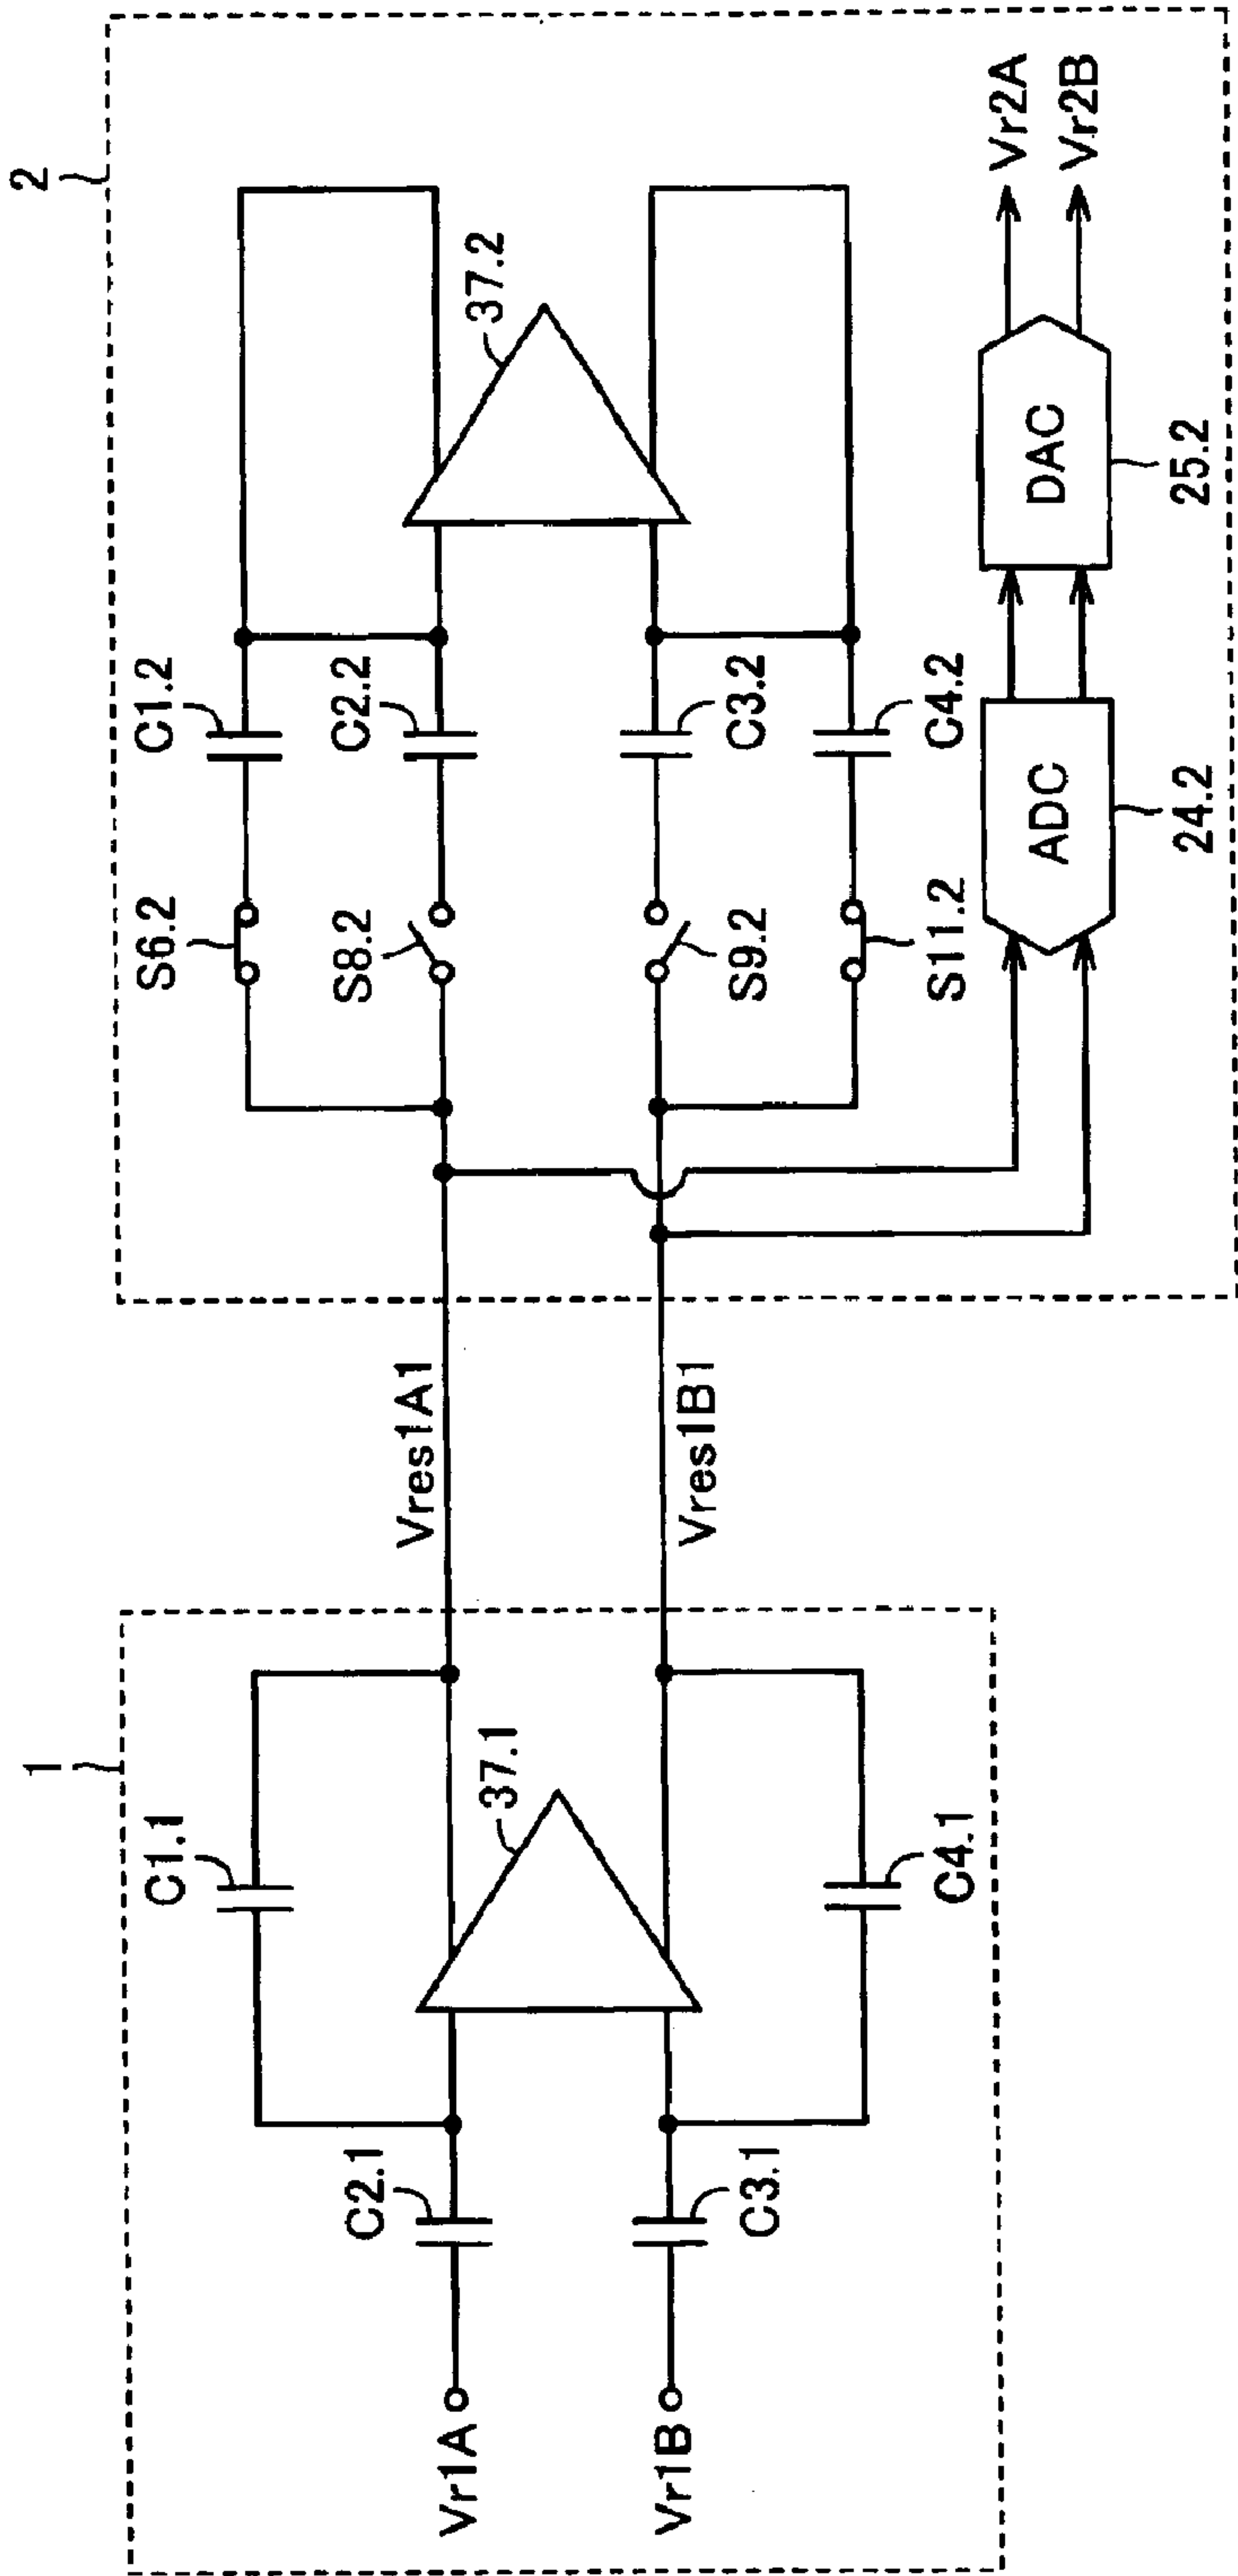 1
C1.1
C2.1
37.1
Vr1A
Vr1B
C3.1
C4.1
Vres1A1
Vres1B1
2
S6.2
C1.2
S8.2
C2.2
37.2
S9.2
C3.2
S11.2
C4.2
ADC
24.2
DAC
25.2
Vr2A
Vr2B